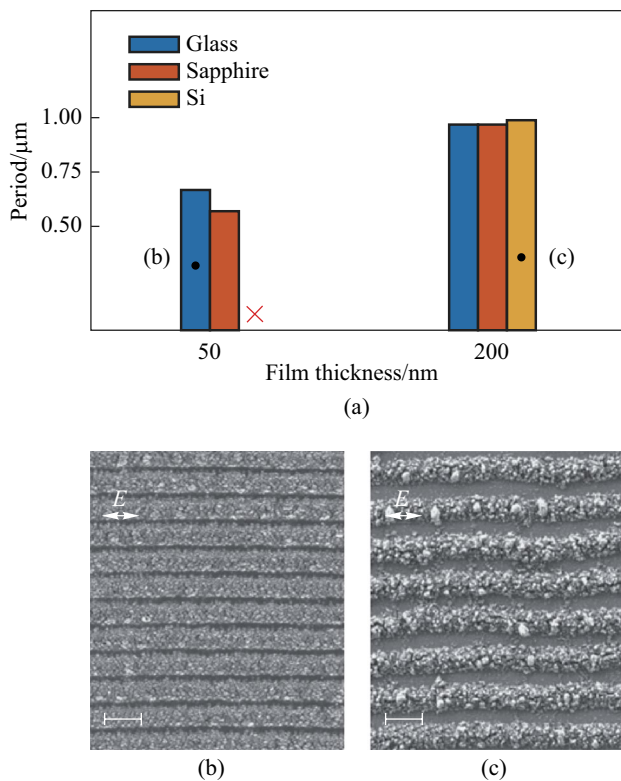 Glass
Sapphire
Si
Period/μm
1.00
0.75
0.50
(b)
(c)
50
200
Film thickness/nm
(a)
E
E
(b)
(c)